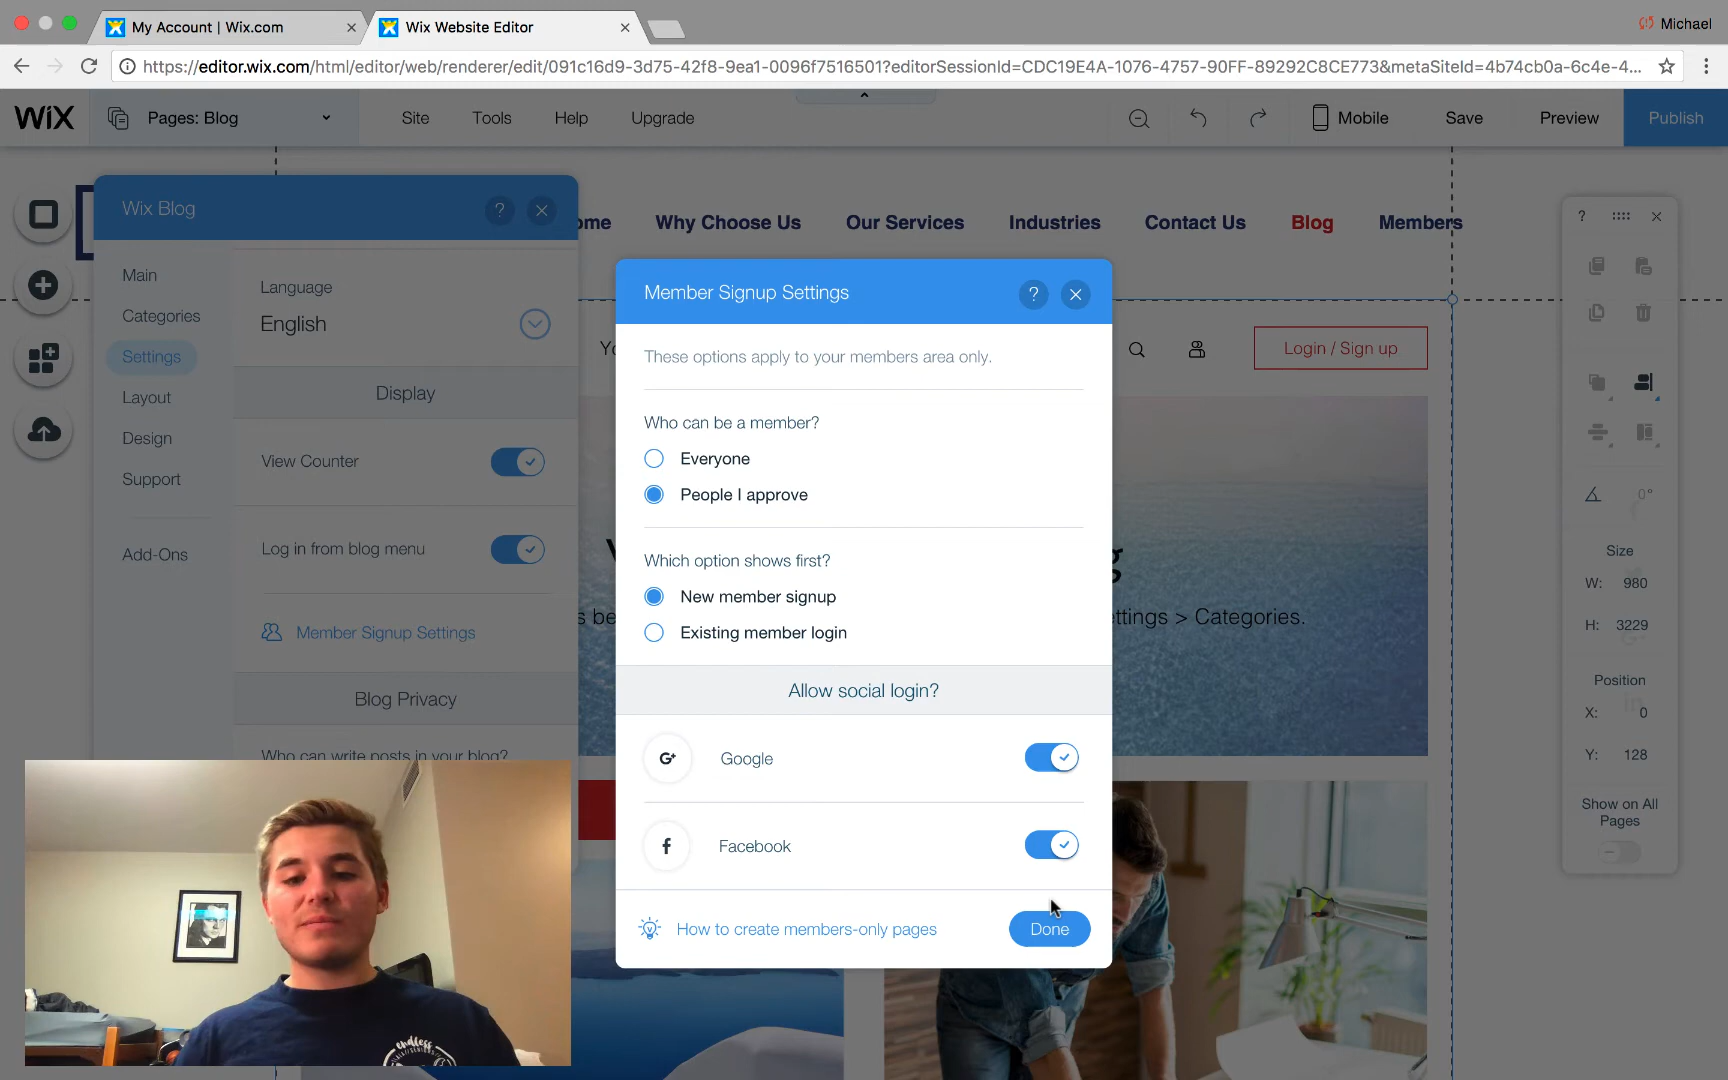 My Account | Wix.com
Wix Website Editor
Michael
https://editor.wix.com/html/editor/web/renderer/edit/091c16d9-3d75-42f8-9ea1-0096f7516501?editorSessionId=CDC19E4A-1076-4757-90FF-89292C8CE773&metaSiteId=4b74cb0a-6c4e-4...
WiX
Pages: Blog
Site
Tools
Help
Upgrade
Mobile
Save
Preview
Publish
Wix Blog
?
ome
Why Choose Us
Our Services
Industries
Contact Us
Blog
Members
Main
Categories
Settings
Layout
Design
Support
Add-Ons
Language
English
Display
View Counter
Log in from blog menu
Member Signup Settings
Blog Privacy
Who can write posts in your blog?
Login / Sign up
g
ttings > Categories.
Member Signup Settings
?
These options apply to your members area only.
Who can be a member?
Everyone
People I approve
Which option shows first?
New member signup
Existing member login
Allow social login?
G+
Google
f
Facebook
How to create members-only pages
Done
?
0°
Size
W: 980
H: 3229
Position
X: 0
Y: 128
Show on All
Pages
endless